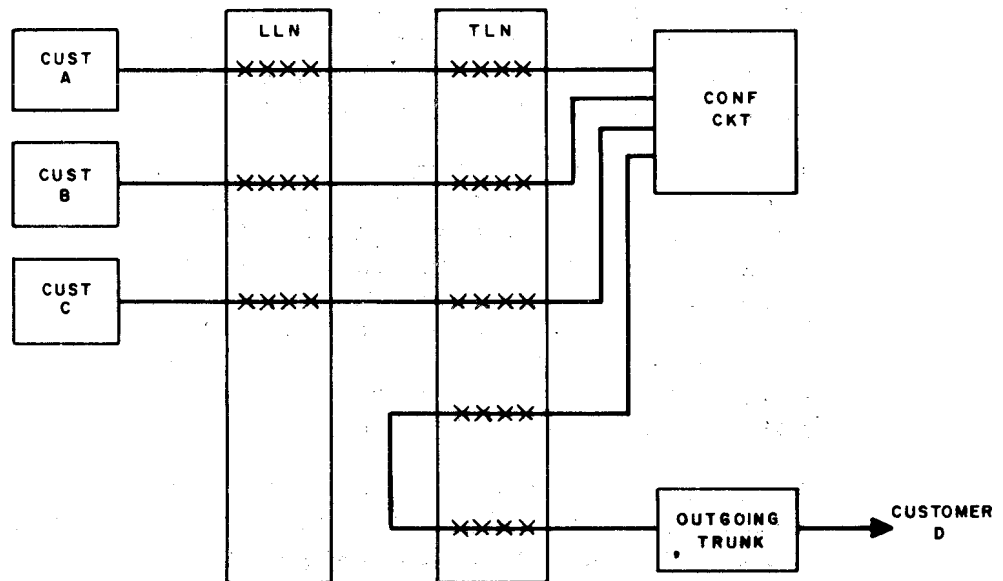 LLN
TLN
CUST
A
CONF
CKT
CUST
B
CUST
C
OUTGOING
TRUNK
CUSTOMER
D